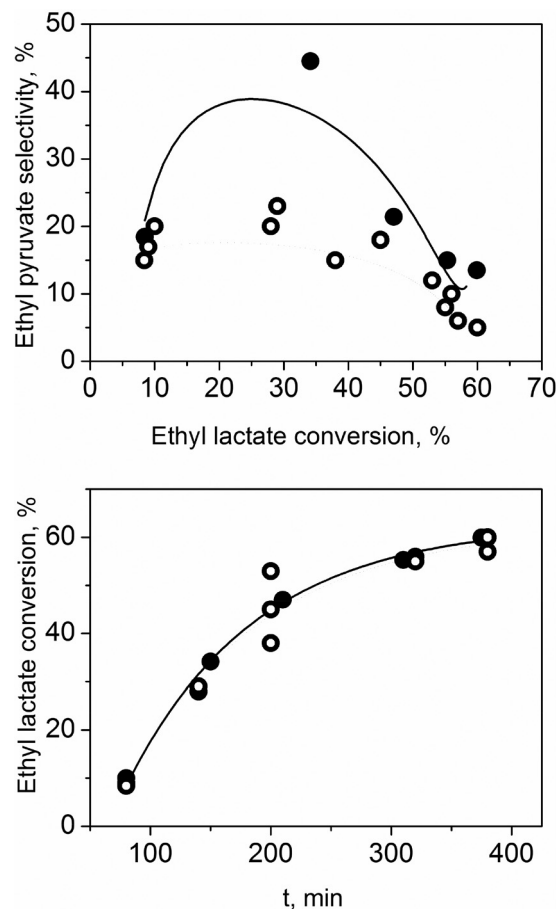 Ethyl pyruvate selectivity, %
50
40
30
20
10
0
0 10 20 30 40 50 60 70
Ethyl lactate conversion, %
Ethyl lactate conversion, %
60
40
20
0
100 200 300 400
t, min